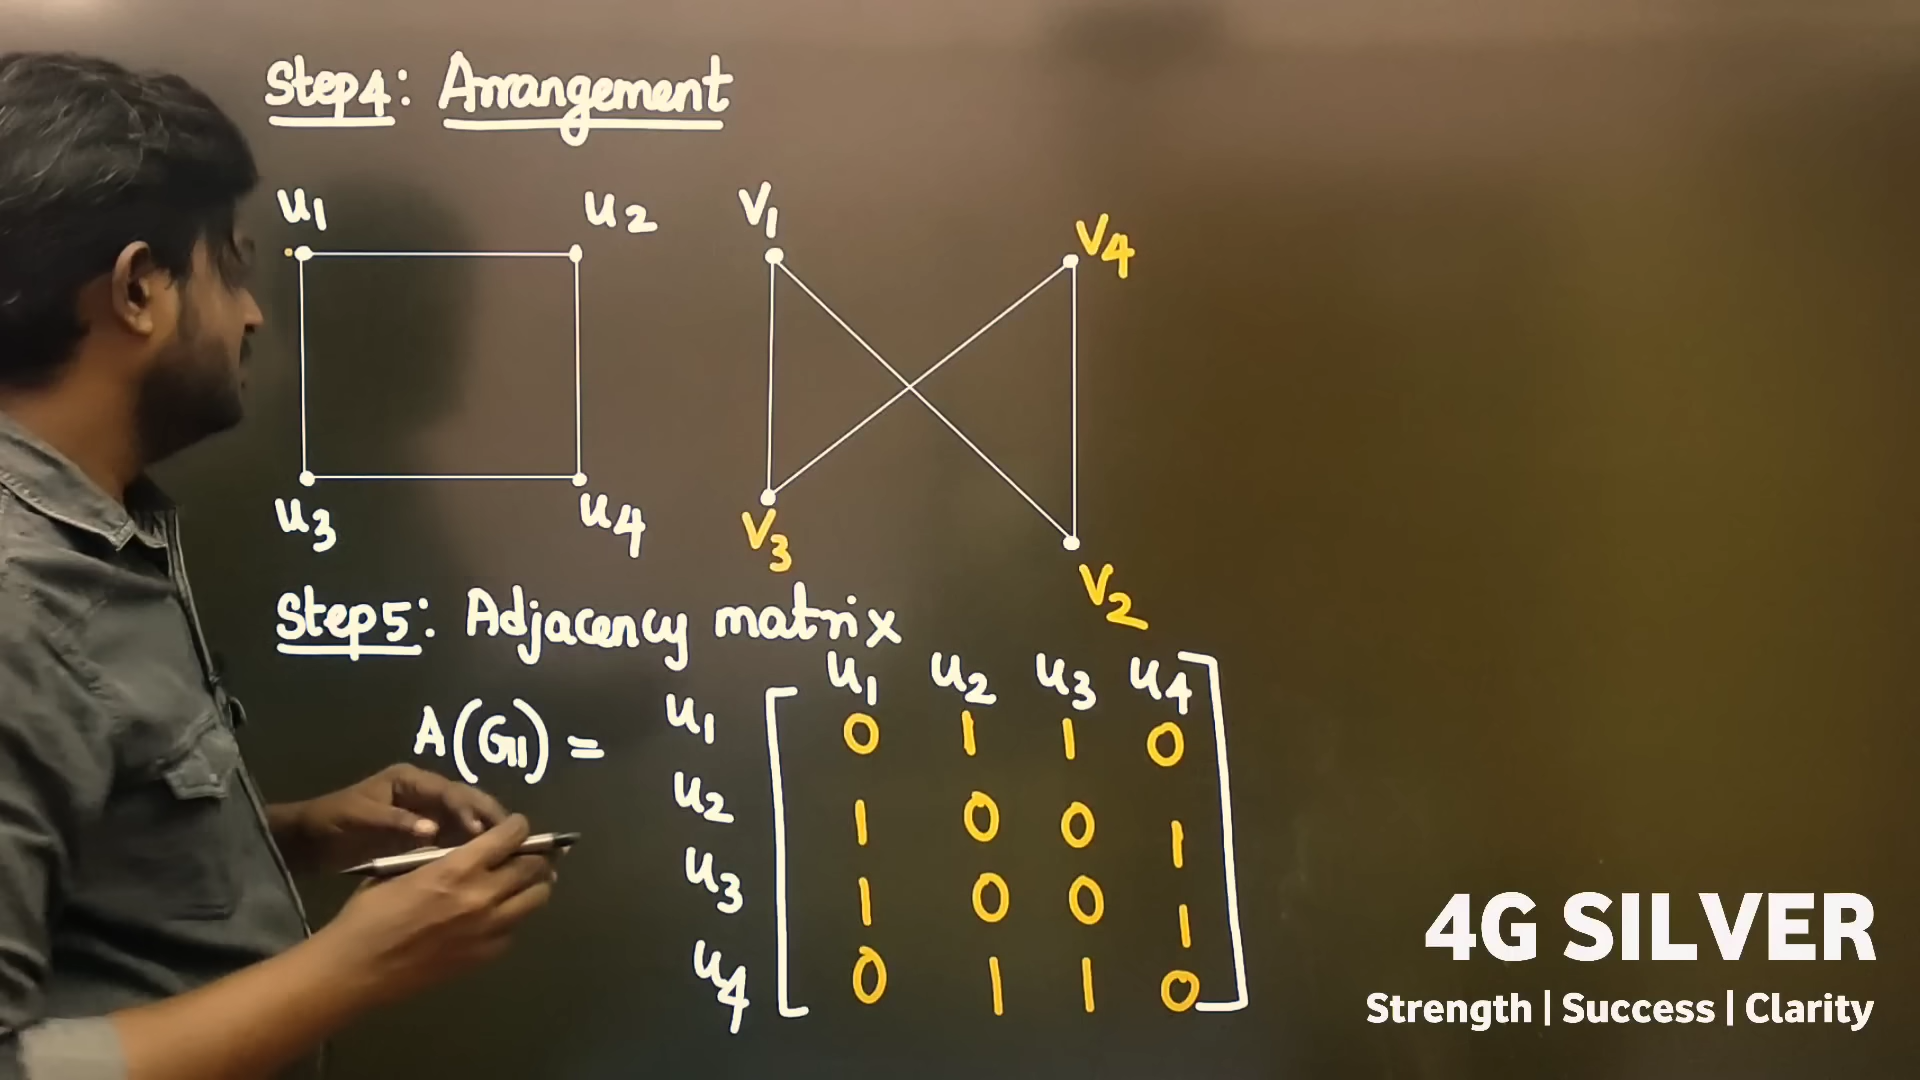 Step4: Arrangement
u1 u2 V1 V4
u3 u4 V3 V2
Step5: Adjacency matrix
u1 u2 u3 u4
A(G1) = u1 0 1 1 0
u2 1 0 0 1
u3 1 0 0 1
u4 0 1 1 0
4G SILVER
Strength | Success | Clarity